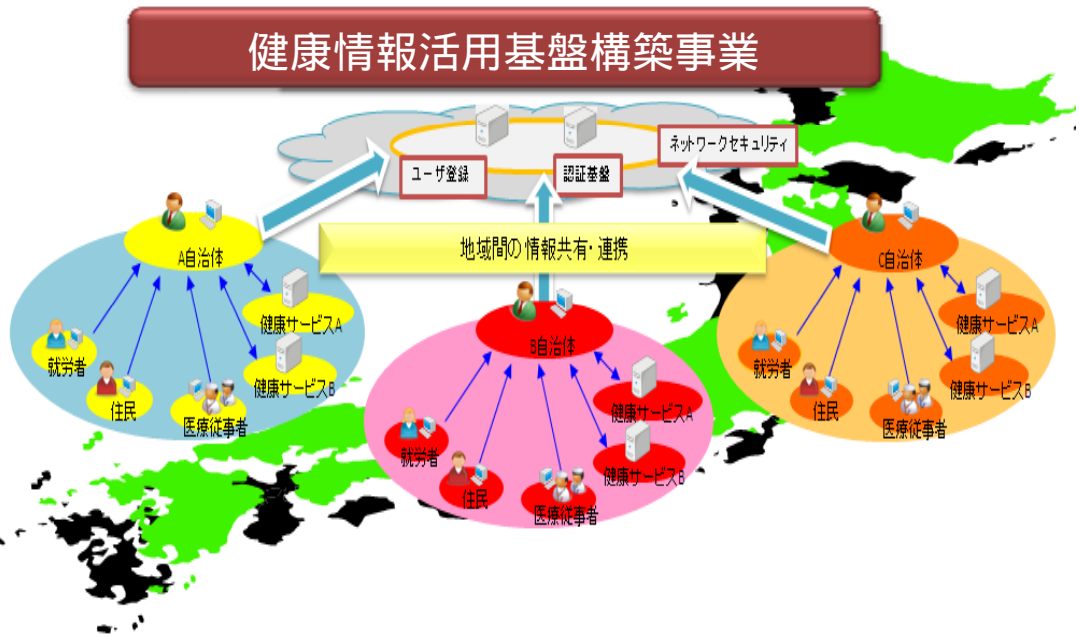 健康情報活用基盤構築事業
ネットワークセキュリティ
ユーザ登録
認証基盤
地域間の情報共有・連携
A自治体
健康サービスA
就労者
健康サービスB
住民
医療従事者
B自治体
健康サービスA
就労者
健康サービスB
住民
医療従事者
C自治体
健康サービスA
就労者
健康サービスB
住民
医療従事者